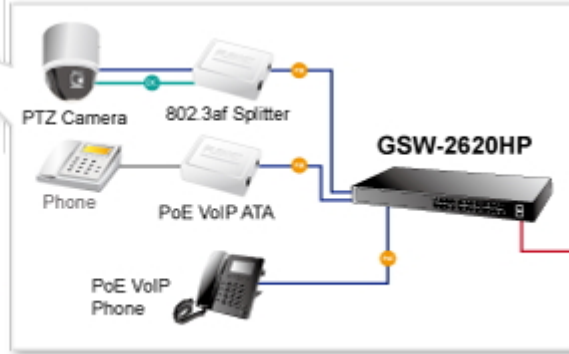 PTZ Camera
802.3af Splitter
GSW-2620HP
Phone
PoE VoIP ATA
PoE VoIP
Phone